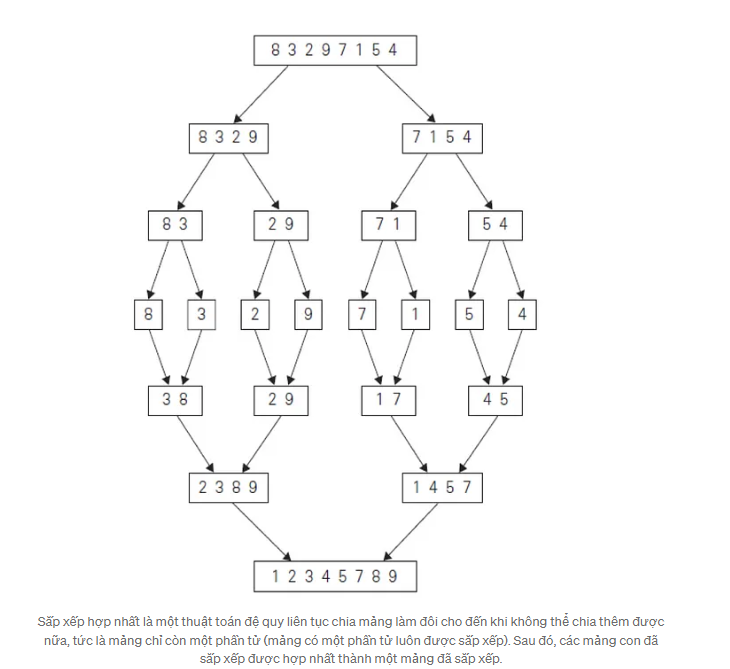 8 3 2 9 7 1 5 4
8 3 2 9
7 1 5 4
8 3
2 9
7 1
5 4
8
3
2
9
7
1
5
4
3 8
2 9
1 7
4 5
2 3 8 9
1 4 5 7
1 2 3 4 5 7 8 9
Sắp xếp hợp nhất là một thuật toán đệ quy liên tục chia mảng làm đôi cho đến khi không thể chia thêm được
nữa, tức là mảng chỉ còn một phần tử (mảng có một phần tử luôn được sắp xếp). Sau đó, các mảng con đã
sắp xếp được hợp nhất thành một mảng đã sắp xếp.